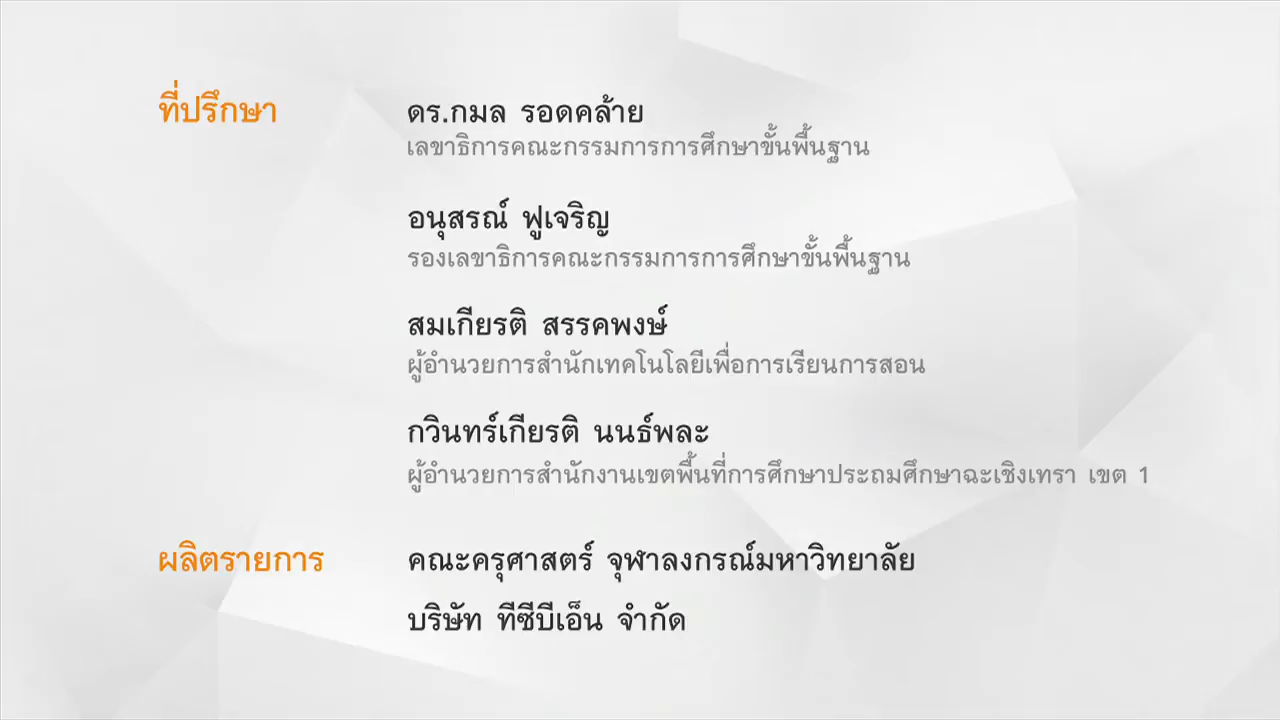 ที่ปรึกษา ดร.กมล รอดคล้าย
เลขาธิการคณะกรรมการการศึกษาขั้นพื้นฐาน
อนุสรณ์ ฟูเจริญ
รองเลขาธิการคณะกรรมการการศึกษาขั้นพื้นฐาน
สมเกียรติ สรรคพงษ์
ผู้อำนวยการสำนักเทคโนโลยีเพื่อการเรียนการสอน
กวินทร์เกียรติ นนธ์พละ
ผู้อำนวยการสำนักงานเขตพื้นที่การศึกษาประถมศึกษาฉะเชิงเทรา เขต 1
ผลิตรายการ คณะครุศาสตร์ จุฬาลงกรณ์มหาวิทยาลัย
บริษัท ทีซีบีเอ็น จำกัด